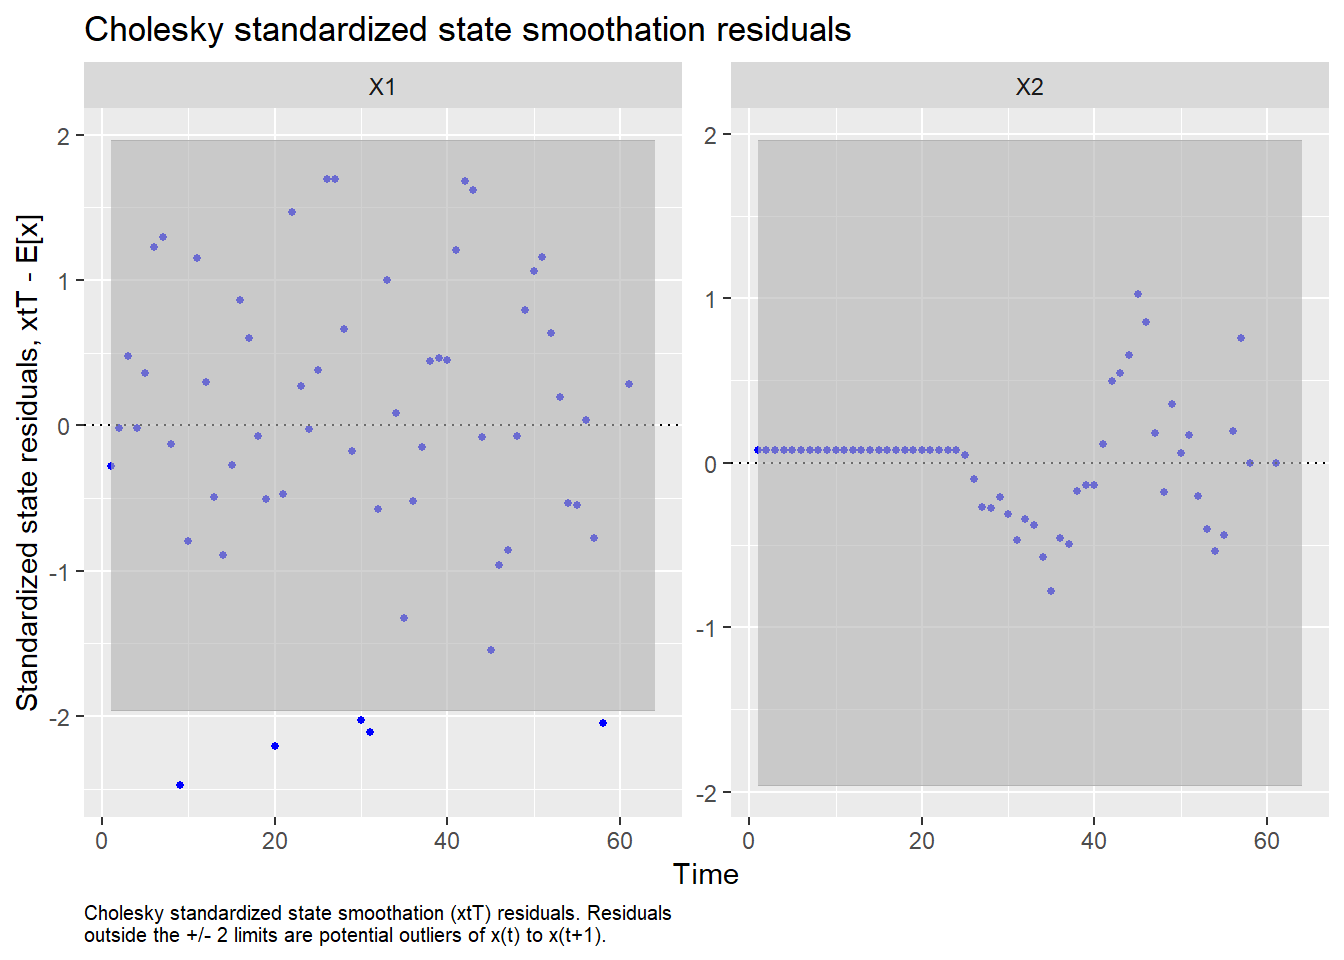 Cholesky standardized state smoothation residuals
X1
X2
Standardized state residuals, xtT - E[x]
2
1
0
-1
-2
2
1
0
-1
-2
0
20
40
60
0
20
40
60
Time
Cholesky standardized state smoothation (xtT) residuals. Residuals
outside the +/- 2 limits are potential outliers of x(t) to x(t+1).